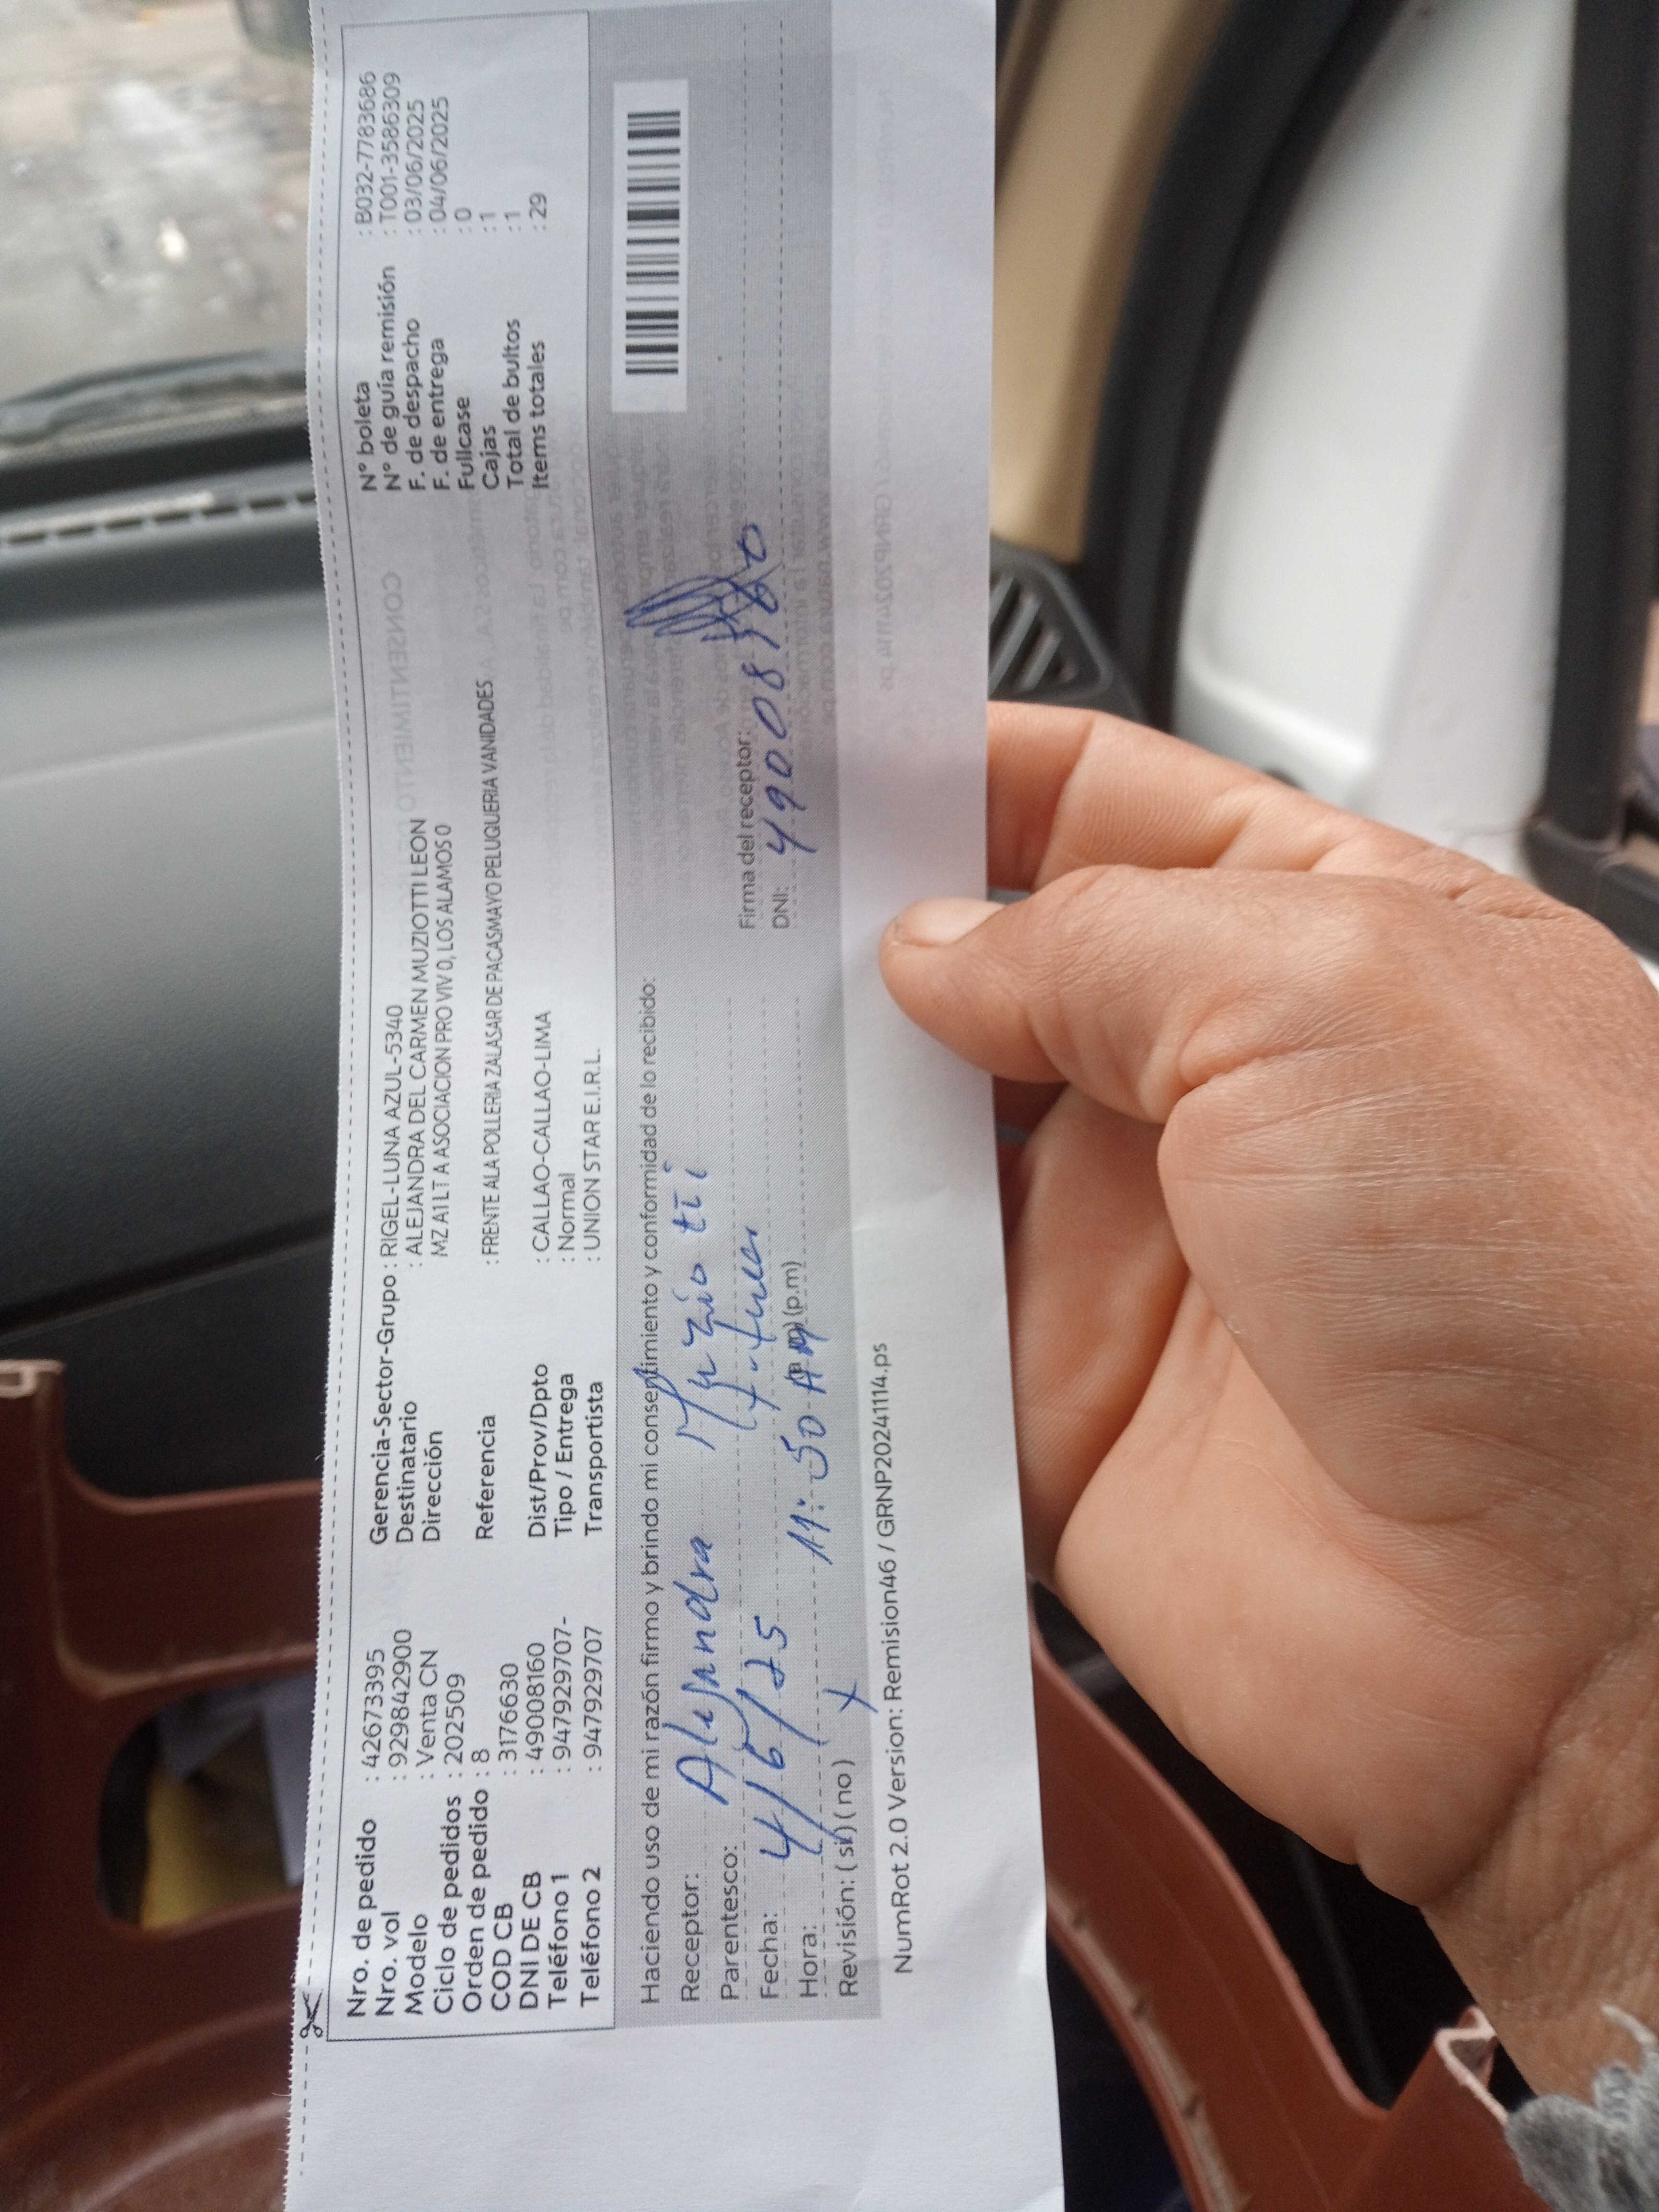 Nro. de pedido : 42673395
Nro. vol : 929842900
Modelo : Venta CN
Ciclo de pedidos : 202509
Orden de pedido : 8
COD CB : 3176630
DNI DE CB : 49008160
Teléfono 1 : 947929707-
Teléfono 2 : 947929707
Gerencia-Sector-Grupo : RIGEL-LUNA AZUL-5340
Destinatario : ALEJANDRA DEL CARMEN MUZIOTTI LEON
Dirección MZ A1 LT A ASOCIACION PRO VIV 0, LOS ALAMOS 0
Referencia : FRENTE ALA POLLERIA ZALASAR DE PACASMAYO PELUQUERIA VANIDADES
Dist/Prov/Dpto : CALLAO-CALLAO-LIMA
Tipo / Entrega : Normal
Transportista : UNION STAR E.I.R.L.
N° boleta : B032-7783686
N° de guía remisión : T001-3586309
F. de despacho : 03/06/2025
F. de entrega : 04/06/2025
Fullcase : 0
Cajas : 1
Total de bultos : 1
Items totales : 29
Haciendo uso de mi razón firmo y brindo mi consentimiento y conformidad de lo recibido:
Receptor: Alejandra Muzioti
Parentesco:
Fecha: 4/6/25
Hora: 11:50 AM (a.m) (p.m)
Revisión: ( si ) ( no ) X
Firma del receptor:
DNI: 49008160
NumRot 2.0 Version: Remision46 / GRNP20241114.ps